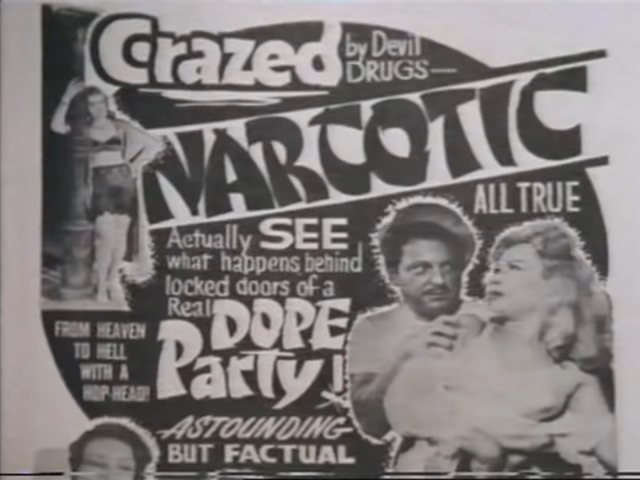 Crazed
by Devil
DRUGS—
NARCOTIC
ALL TRUE
Actually SEE
what happens behind
locked doors of a
Real DOPE
Party!
FROM HEAVEN
TO HELL
WITH A
HOP-HEAD!
ASTOUNDING
BUT FACTUAL